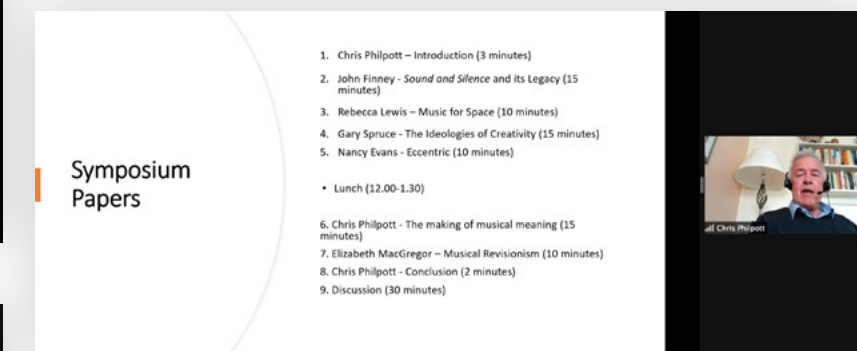 Symposium
Papers
1. Chris Philpott – Introduction (3 minutes)
2. John Finney - Sound and Silence and its Legacy (15
minutes)
3. Rebecca Lewis – Music for Space (10 minutes)
4. Gary Spruce - The Ideologies of Creativity (15 minutes)
5. Nancy Evans - Eccentric (10 minutes)
• Lunch (12.00-1.30)
6. Chris Philpott - The making of musical meaning (15
minutes)
7. Elizabeth MacGregor – Musical Revisionism (10 minutes)
8. Chris Philpott - Conclusion (2 minutes)
9. Discussion (30 minutes)
Chris Philpott